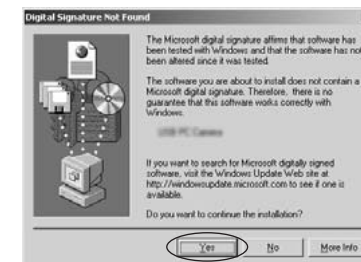 Digital Signature Not Found
The Microsoft digital signature affirms that software has
been tested with Windows and that the software has not
been altered since it was tested.
The software you are about to install does not contain a
Microsoft digital signature. Therefore, there is no
guarantee that this software works correctly with
Windows.
USB PC Camera
If you want to search for Microsoft digitally signed
software, visit the Windows Update Web site at
http://windowsupdate.microsoft.com to see if one is
available.
Do you want to continue the installation?
Yes No More Info